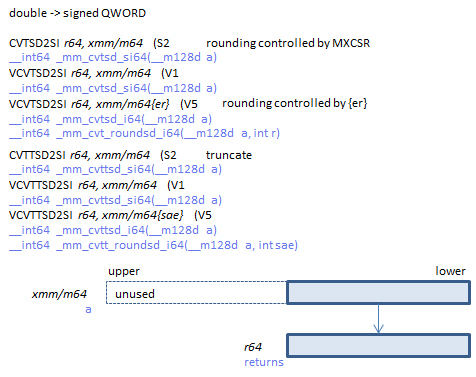 double -> signed QWORD
CVTSD2SI r64, xmm/m64 (S2 rounding controlled by MXCSR
__int64 _mm_cvtsd_si64(__m128d a)
VCVTSD2SI r64, xmm/m64 (V1
__int64 _mm_cvtsd_si64(__m128d a)
VCVTSD2SI r64, xmm/m64{er} (V5 rounding controlled by {er}
__int64 _mm_cvtsd_i64(__m128d a)
__int64 _mm_cvt_roundsd_i64(__m128d a, int r)
CVTTSD2SI r64, xmm/m64 (S2 truncate
__int64 _mm_cvttsd_si64(__m128d a)
VCVTTSD2SI r64, xmm/m64 (V1
__int64 _mm_cvttsd_si64(__m128d a)
VCVTTSD2SI r64, xmm/m64{sae} (V5
__int64 _mm_cvttsd_i64(__m128d a)
__int64 _mm_cvtt_roundsd_i64(__m128d a, int sae)
upper lower
xmm/m64 unused
a
r64
returns